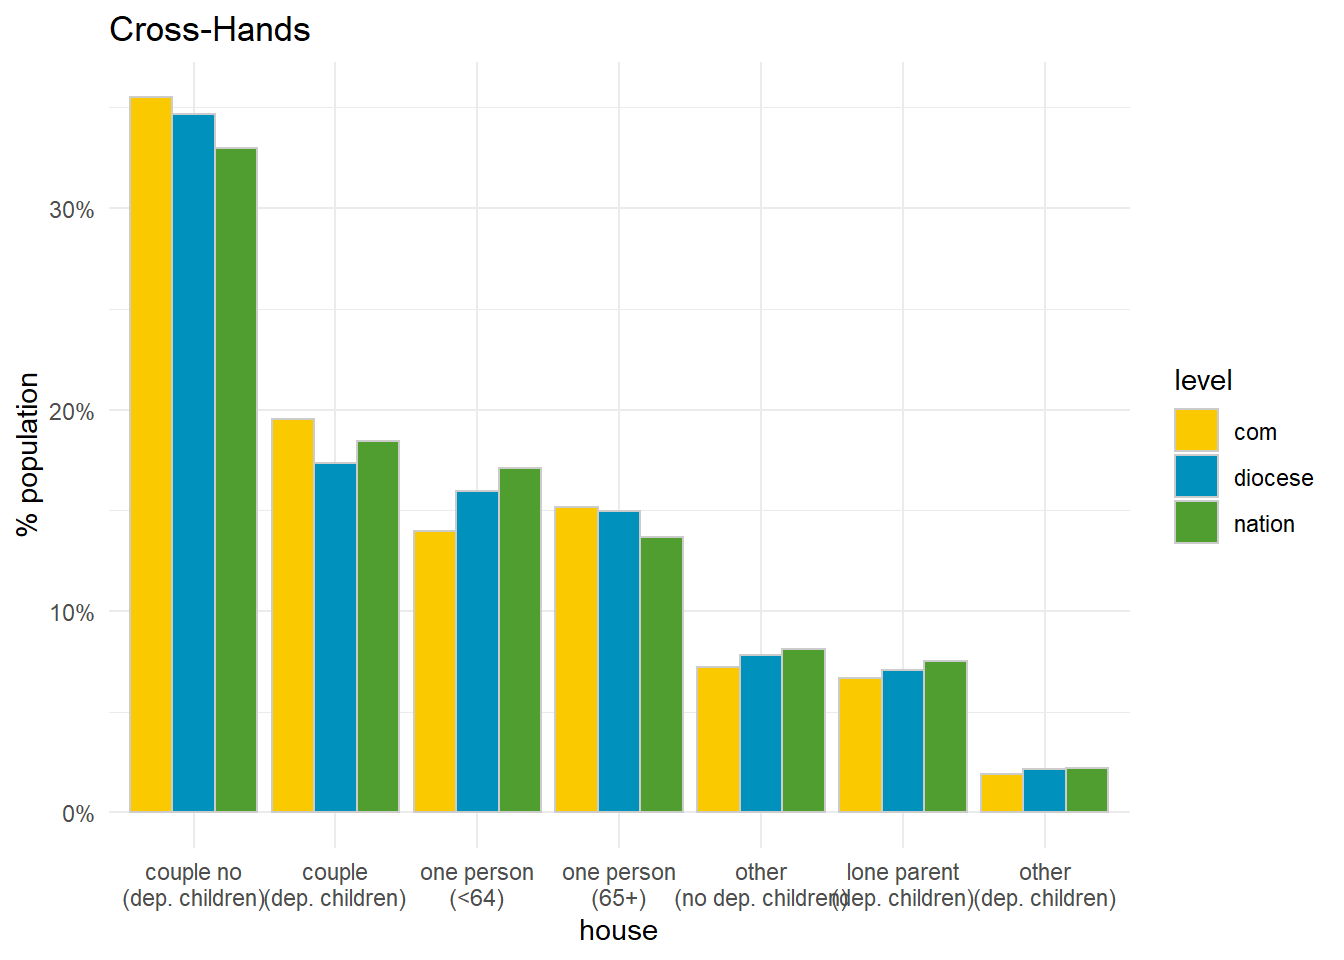 Cross-Hands
% population
30%
20%
10%
0%
couple no
(dep. children)
couple
(dep. children)
one person
(<64)
one person
(65+)
other
(no dep. children)
lone parent
(dep. children)
other
(dep. children)
house
level
com
diocese
nation